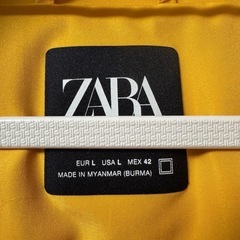 ZARA
EUR L USA L MEX 42
MADE IN MYANMAR (BURMA)